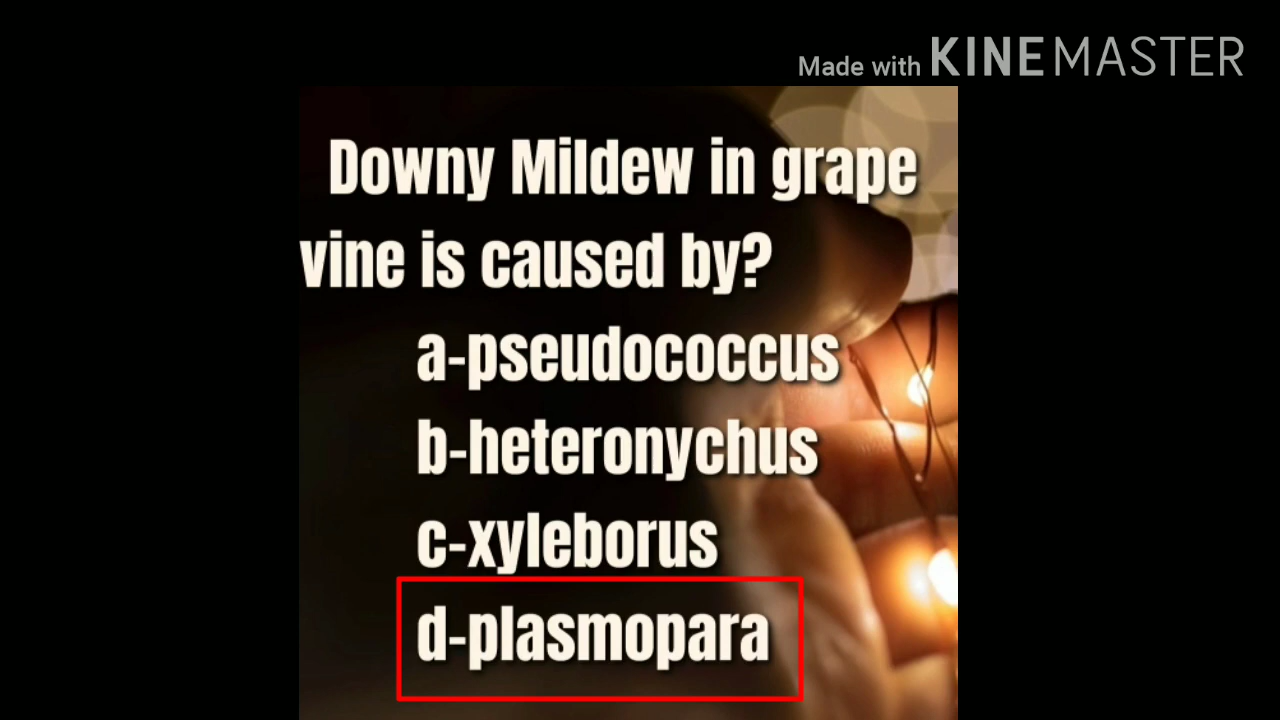 Made with KINEMASTER
Downy Mildew in grape
vine is caused by?
a-pseudococcus
b-heteronychus
c-xyleborus
d-plasmopara